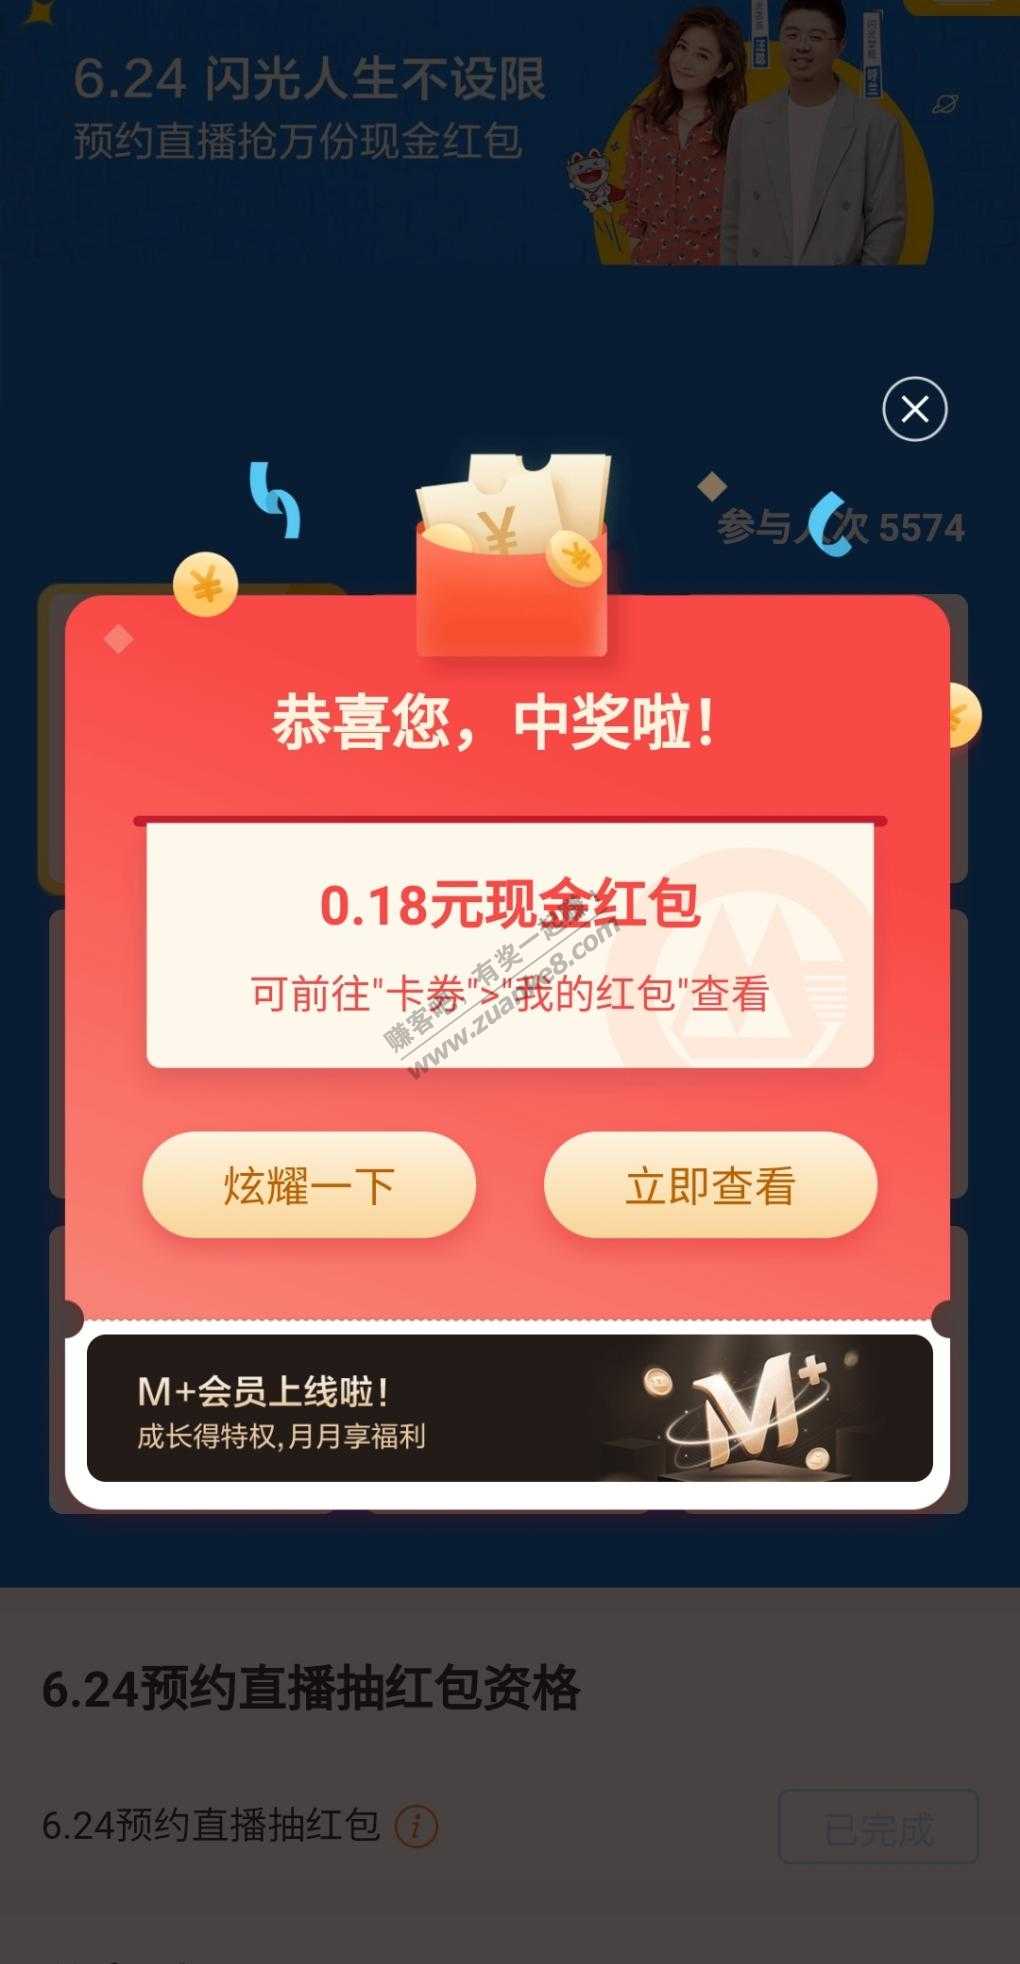 6.24 闪光人生不设限
预约直播抢万份现金红包
参与人次 5574
恭喜您，中奖啦！
0.18元现金红包
可前往"卡券">"我的红包"查看
赚客吧，有奖一起赚！
www.zuanke8.com
炫耀一下
立即查看
M+会员上线啦！
成长得特权,月月享福利
M+
6.24预约直播抽红包资格
6.24预约直播抽红包
已完成